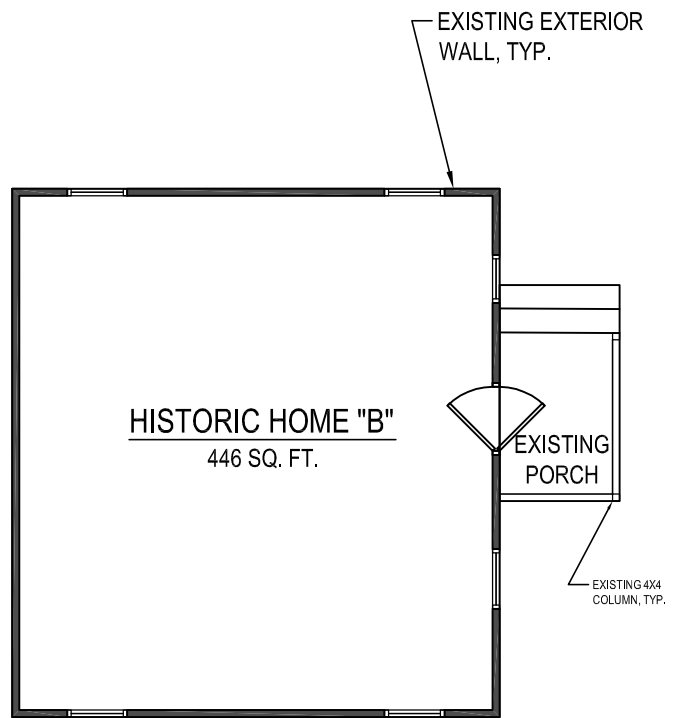 EXISTING EXTERIOR
WALL, TYP.
HISTORIC HOME "B"
446 SQ. FT.
EXISTING
PORCH
EXISTING 4X4
COLUMN, TYP.